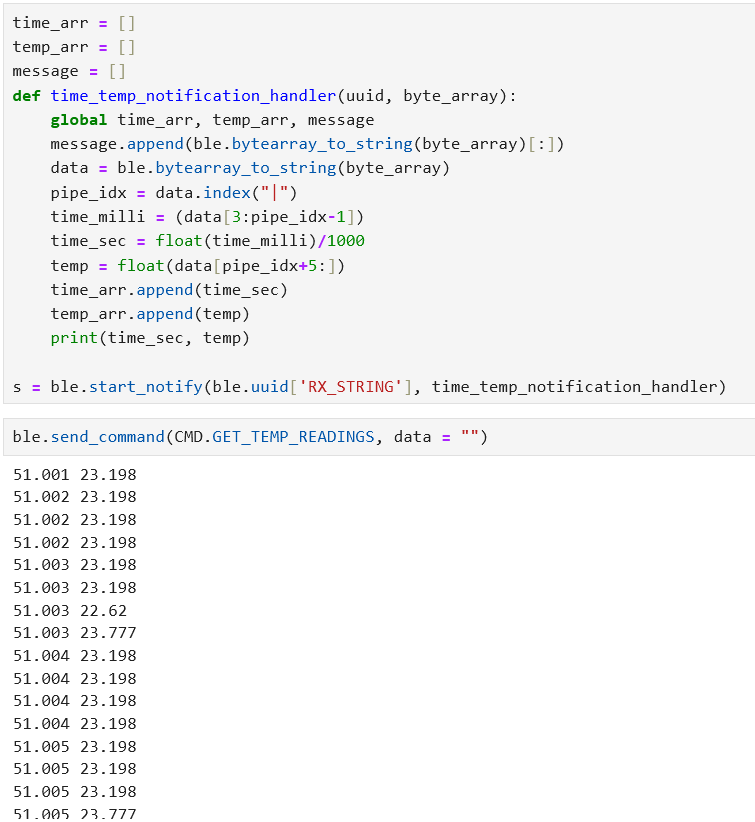 time_arr = []
temp_arr = []
message = []
def time_temp_notification_handler(uuid, byte_array):
    global time_arr, temp_arr, message
    message.append(ble.bytearray_to_string(byte_array)[:])
    data = ble.bytearray_to_string(byte_array)
    pipe_idx = data.index("|")
    time_milli = (data[3:pipe_idx-1])
    time_sec = float(time_milli)/1000
    temp = float(data[pipe_idx+5:])
    time_arr.append(time_sec)
    temp_arr.append(temp)
    print(time_sec, temp)
s = ble.start_notify(ble.uuid['RX_STRING'], time_temp_notification_handler)
ble.send_command(CMD.GET_TEMP_READINGS, data = "")
51.001 23.198
51.002 23.198
51.002 23.198
51.002 23.198
51.003 23.198
51.003 23.198
51.003 22.62
51.003 23.777
51.004 23.198
51.004 23.198
51.004 23.198
51.004 23.198
51.005 23.198
51.005 23.198
51.005 23.198
51.005 23.777